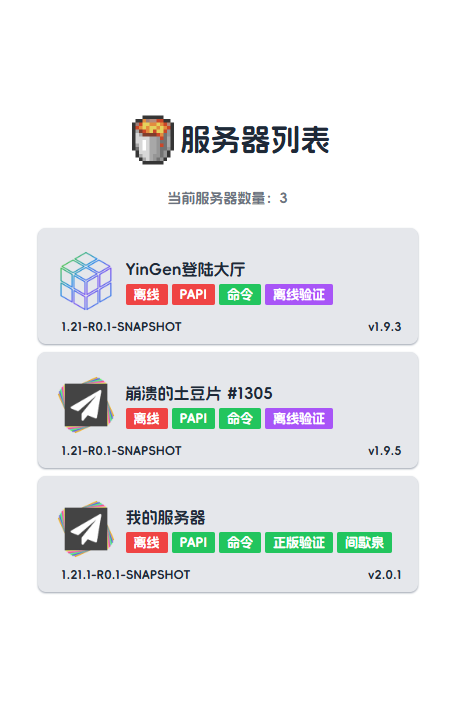 服务器列表
当前服务器数量：3
YinGen登陆大厅
离线 PAPI 命令 离线验证
1.21-R0.1-SNAPSHOT v1.9.3
崩溃的土豆片 #1305
离线 PAPI 命令 离线验证
1.21-R0.1-SNAPSHOT v1.9.5
我的服务器
离线 PAPI 命令 正版验证 间歇泉
1.21.1-R0.1-SNAPSHOT v2.0.1